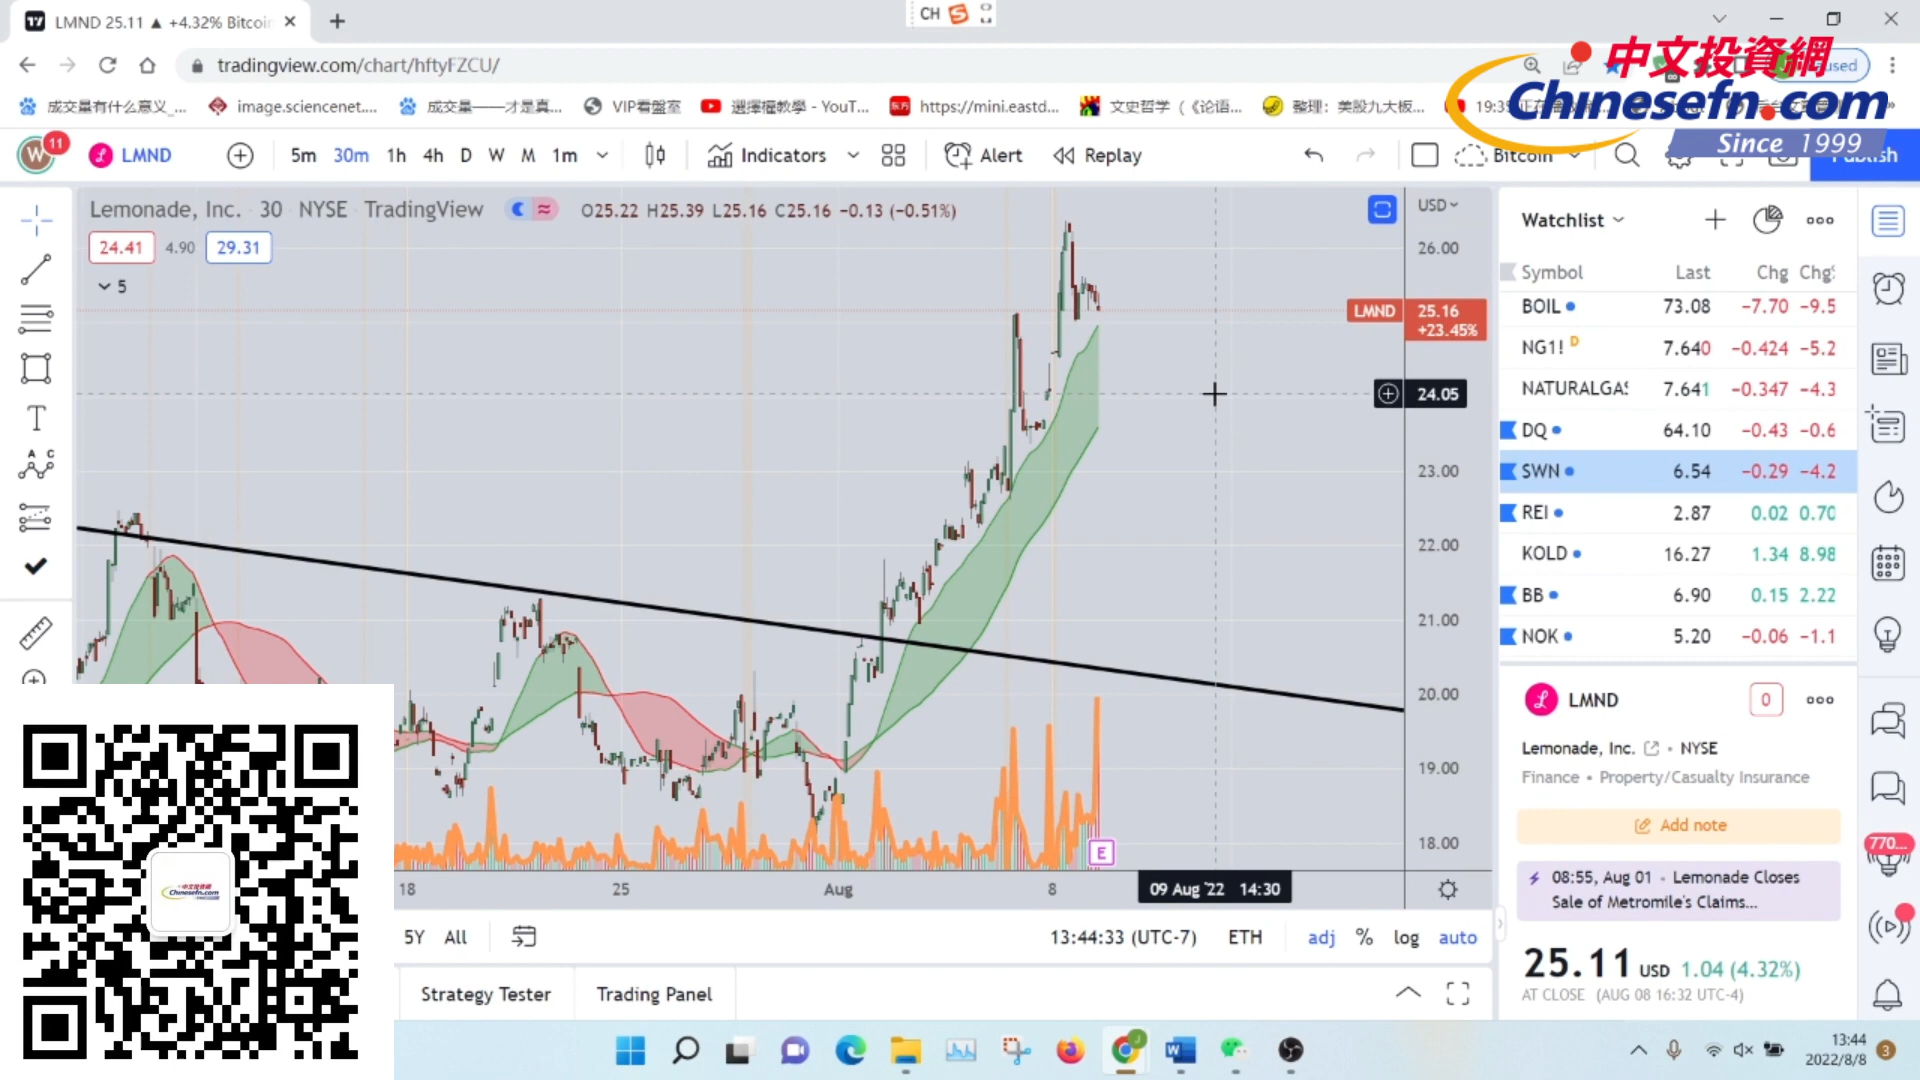 LMND 25.11 ▲ +4.32% Bitcoin
CH
tradingview.com/chart/hftyFZCU/
中文投資網
Chinesefn.com
Since 1999
成交量有什么意义_...
image.sciencenet....
成交量——才是真...
VIP看盤室
選擇權教學 - YouT...
https://mini.eastd...
文史哲学（《论语...
整理：美股九大板...
W
11
LMND
5m 30m 1h 4h D W M 1m
Indicators
Alert
Replay
Bitcoin
Publish
Lemonade, Inc. · 30 · NYSE · TradingView
O25.22 H25.39 L25.16 C25.16 −0.13 (−0.51%)
24.41 4.90 29.31
5
USD
26.00
LMND 25.16
+23.45%
24.05
23.00
22.00
21.00
20.00
19.00
18.00
E
18 25 Aug 8
09 Aug '22 14:30
5Y All
13:44:33 (UTC-7) ETH adj % log auto
Strategy Tester Trading Panel
Watchlist
Symbol Last Chg
BOIL 73.08 −7.70 −9.5
NG1! D 7.640 −0.424 −5.2
NATURALGAS 7.641 −0.347 −4.3
DQ 64.10 −0.43 −0.6
SWN 6.54 −0.29 −4.2
REI 2.87 0.02 0.70
KOLD 16.27 1.34 8.98
BB 6.90 0.15 2.22
NOK 5.20 −0.06 −1.1
LMND 0
Lemonade, Inc. • NYSE
Finance • Property/Casualty Insurance
Add note
08:55, Aug 01 • Lemonade Closes
Sale of Metromile's Claims...
25.11 USD 1.04 (4.32%)
AT CLOSE (AUG 08 16:32 UTC-4)
770...
中文投資網
Chinesefn.com
13:44
2022/8/8
3